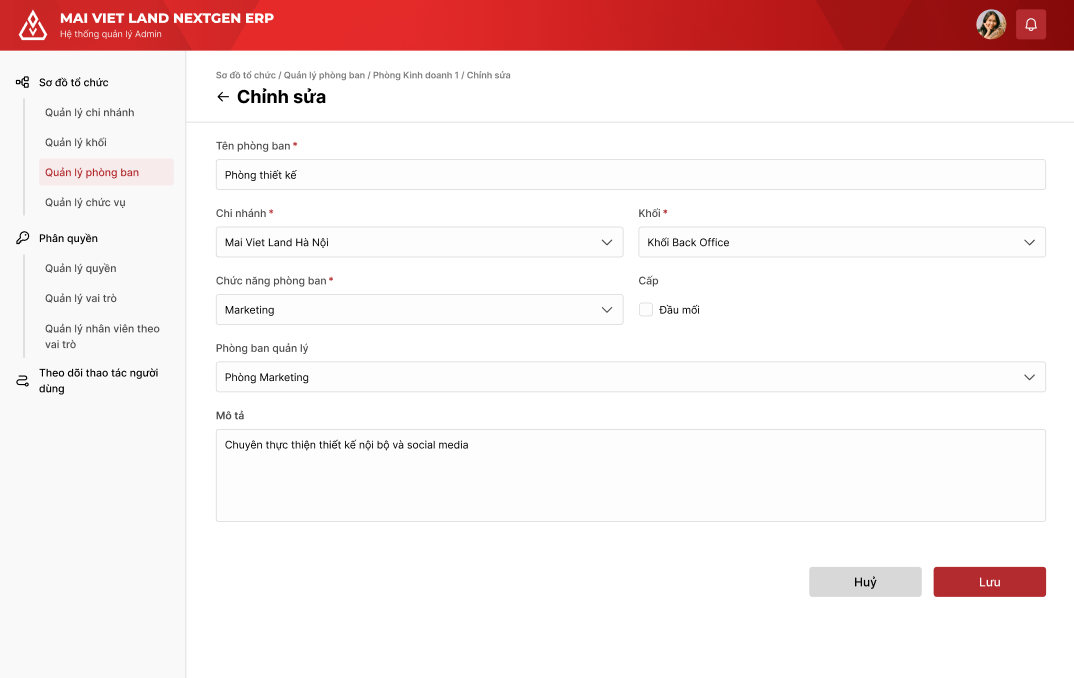 MAI VIET LAND NEXTGEN ERP
Hệ thống quản lý Admin
Sơ đồ tổ chức
Quản lý chi nhánh
Quản lý khối
Quản lý phòng ban
Quản lý chức vụ
Phân quyền
Quản lý quyền
Quản lý vai trò
Quản lý nhân viên theo
vai trò
Theo dõi thao tác người
dùng
Sơ đồ tổ chức / Quản lý phòng ban / Phòng Kinh doanh 1 / Chỉnh sửa
Chỉnh sửa
Tên phòng ban *
Phòng thiết kế
Chi nhánh * Khối *
Mai Viet Land Hà Nội Khối Back Office
Chức năng phòng ban * Cấp
Marketing Đầu mối
Phòng ban quản lý
Phòng Marketing
Mô tả
Chuyên thực thiện thiết kế nội bộ và social media
Huỷ Lưu